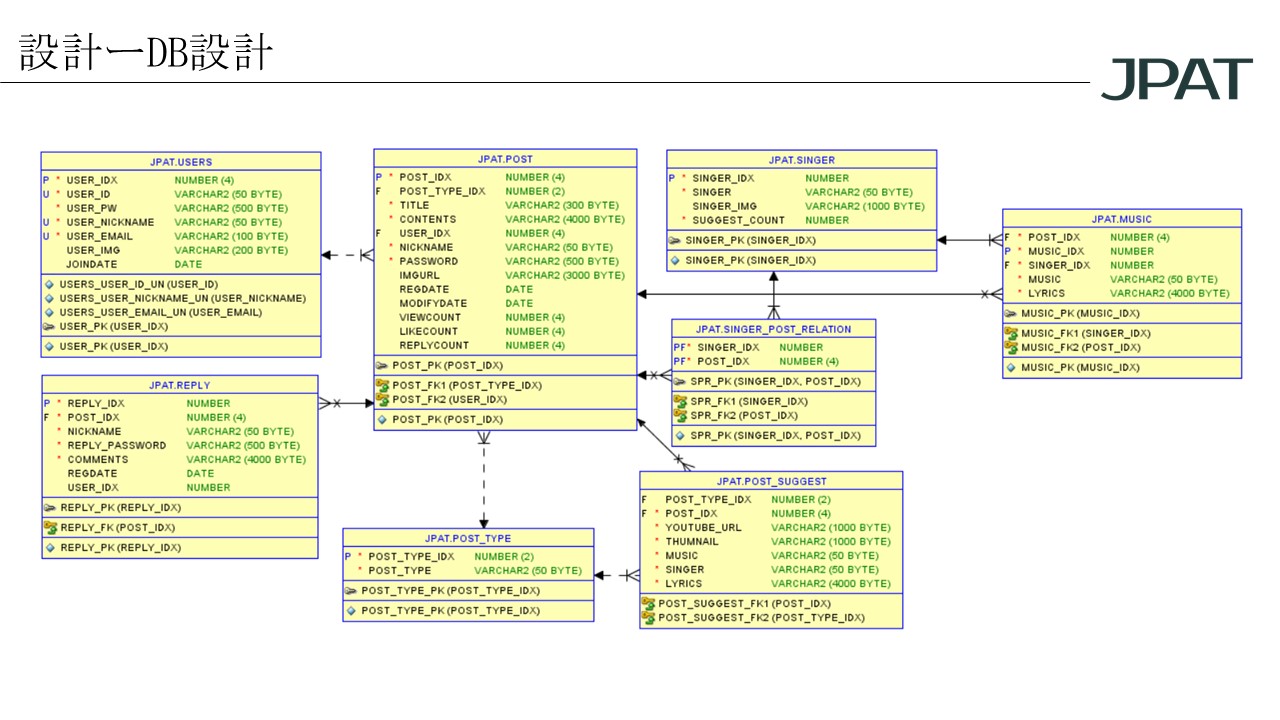 設計ーDB設計
JPAT
JPAT.USERS
P * USER_IDX NUMBER (4)
U * USER_ID VARCHAR2 (50 BYTE)
* USER_PW VARCHAR2 (500 BYTE)
U * USER_NICKNAME VARCHAR2 (50 BYTE)
U * USER_EMAIL VARCHAR2 (100 BYTE)
USER_IMG VARCHAR2 (200 BYTE)
JOINDATE DATE
USERS_USER_ID_UN (USER_ID)
USERS_USER_NICKNAME_UN (USER_NICKNAME)
USERS_USER_EMAIL_UN (USER_EMAIL)
USER_PK (USER_IDX)
USER_PK (USER_IDX)
JPAT.POST
P * POST_IDX NUMBER (4)
F POST_TYPE_IDX NUMBER (2)
* TITLE VARCHAR2 (300 BYTE)
* CONTENTS VARCHAR2 (4000 BYTE)
F USER_IDX NUMBER (4)
* NICKNAME VARCHAR2 (50 BYTE)
* PASSWORD VARCHAR2 (500 BYTE)
IMGURL VARCHAR2 (3000 BYTE)
REGDATE DATE
MODIFYDATE DATE
VIEWCOUNT NUMBER (4)
LIKECOUNT NUMBER (4)
REPLYCOUNT NUMBER (4)
POST_PK (POST_IDX)
POST_FK1 (POST_TYPE_IDX)
POST_FK2 (USER_IDX)
POST_PK (POST_IDX)
JPAT.SINGER
P * SINGER_IDX NUMBER
* SINGER VARCHAR2 (50 BYTE)
SINGER_IMG VARCHAR2 (1000 BYTE)
* SUGGEST_COUNT NUMBER
SINGER_PK (SINGER_IDX)
SINGER_PK (SINGER_IDX)
JPAT.MUSIC
F * POST_IDX NUMBER (4)
P * MUSIC_IDX NUMBER
F * SINGER_IDX NUMBER
* MUSIC VARCHAR2 (50 BYTE)
* LYRICS VARCHAR2 (4000 BYTE)
MUSIC_PK (MUSIC_IDX)
MUSIC_FK1 (SINGER_IDX)
MUSIC_FK2 (POST_IDX)
MUSIC_PK (MUSIC_IDX)
JPAT.SINGER_POST_RELATION
PF* SINGER_IDX NUMBER
PF* POST_IDX NUMBER (4)
SPR_PK (SINGER_IDX, POST_IDX)
SPR_FK1 (SINGER_IDX)
SPR_FK2 (POST_IDX)
SPR_PK (SINGER_IDX, POST_IDX)
JPAT.REPLY
P * REPLY_IDX NUMBER
F * POST_IDX NUMBER (4)
* NICKNAME VARCHAR2 (50 BYTE)
* REPLY_PASSWORD VARCHAR2 (500 BYTE)
* COMMENTS VARCHAR2 (4000 BYTE)
REGDATE DATE
USER_IDX NUMBER
REPLY_PK (REPLY_IDX)
REPLY_FK (POST_IDX)
REPLY_PK (REPLY_IDX)
JPAT.POST_TYPE
P * POST_TYPE_IDX NUMBER (2)
* POST_TYPE VARCHAR2 (50 BYTE)
POST_TYPE_PK (POST_TYPE_IDX)
POST_TYPE_PK (POST_TYPE_IDX)
JPAT.POST_SUGGEST
F POST_TYPE_IDX NUMBER (2)
F * POST_IDX NUMBER (4)
* YOUTUBE_URL VARCHAR2 (1000 BYTE)
* THUMNAIL VARCHAR2 (1000 BYTE)
* MUSIC VARCHAR2 (50 BYTE)
* SINGER VARCHAR2 (50 BYTE)
* LYRICS VARCHAR2 (4000 BYTE)
POST_SUGGEST_FK1 (POST_IDX)
POST_SUGGEST_FK2 (POST_TYPE_IDX)